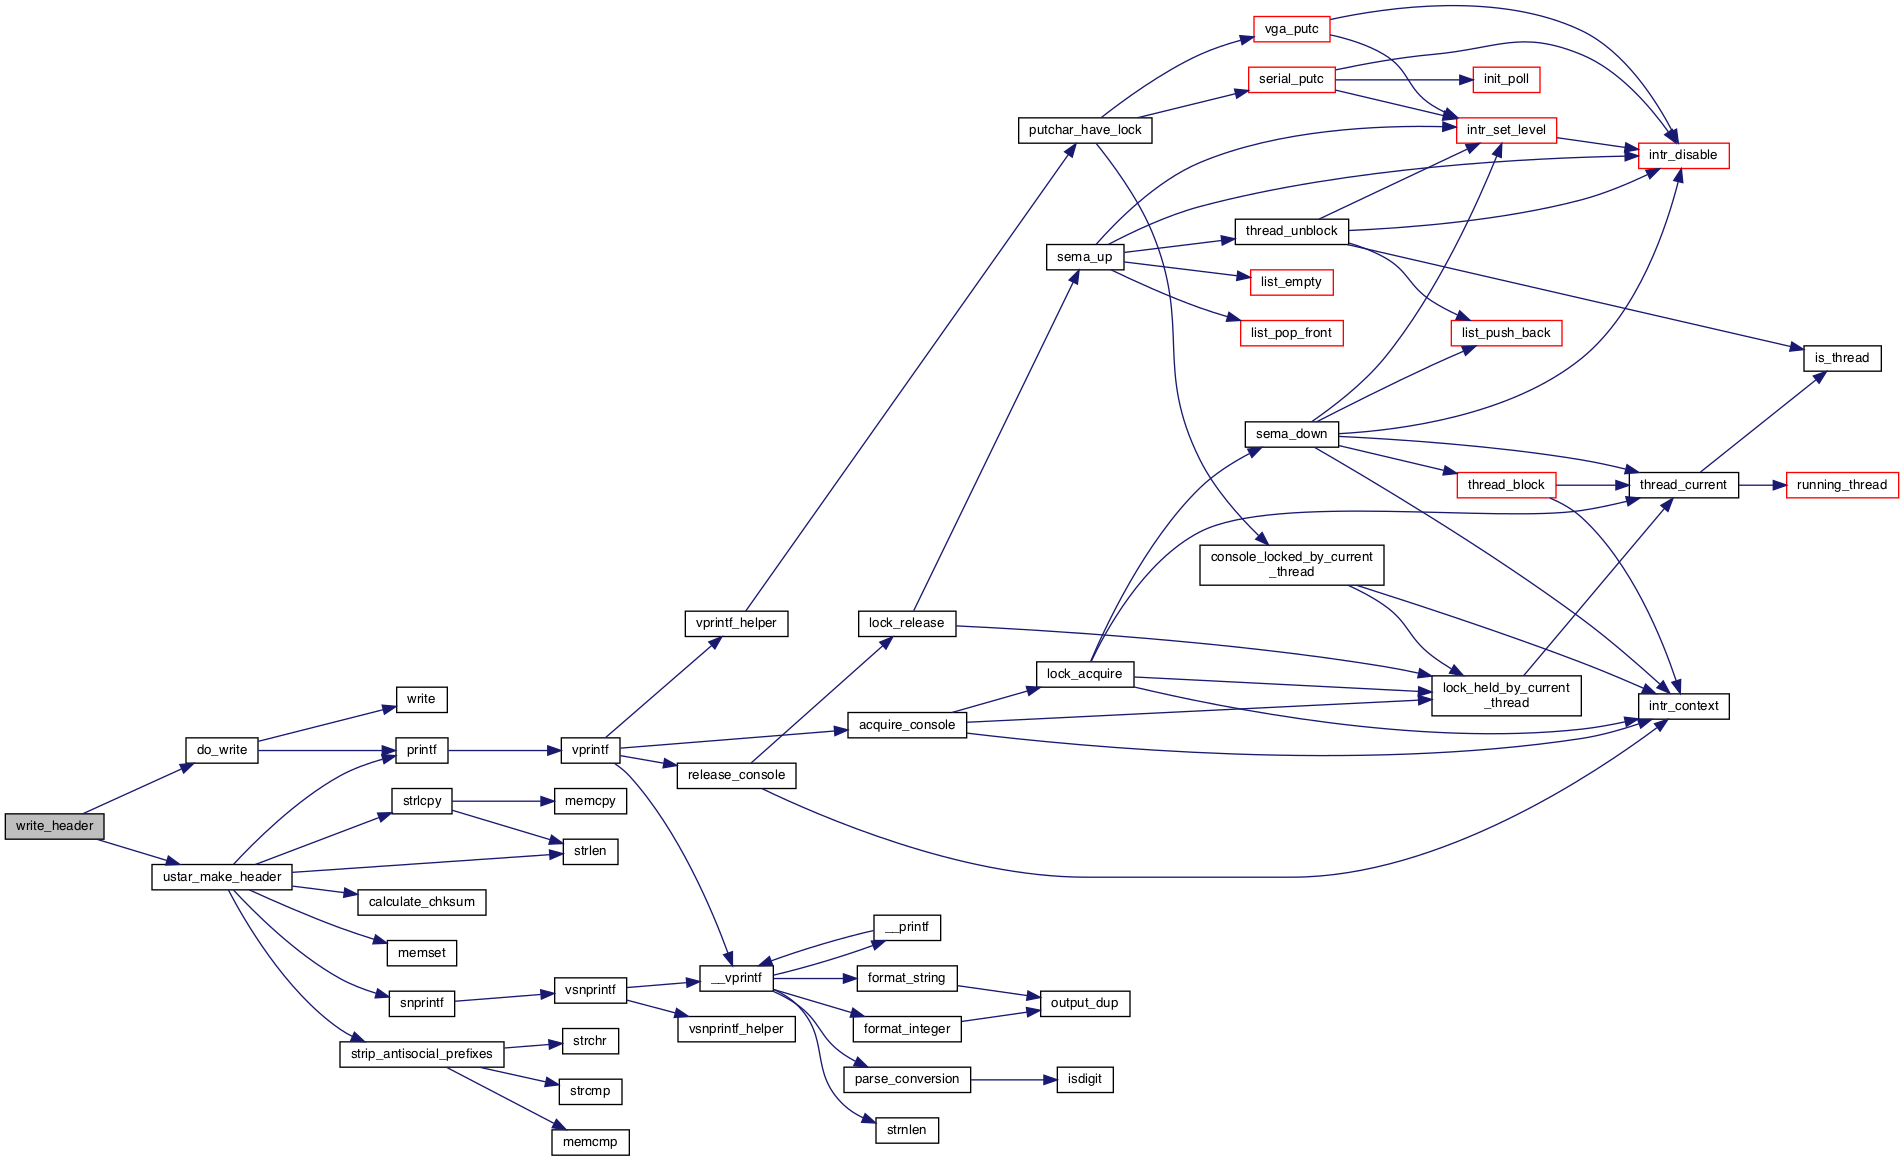 vga_putc
serial_putc
init_poll
putchar_have_lock
intr_set_level
intr_disable
thread_unblock
sema_up
list_empty
list_pop_front
list_push_back
is_thread
sema_down
thread_block
thread_current
running_thread
console_locked_by_current
_thread
vprintf_helper
lock_release
lock_acquire
lock_held_by_current
_thread
intr_context
write
acquire_console
do_write
printf
vprintf
release_console
strlcpy
memcpy
write_header
strlen
ustar_make_header
calculate_chksum
__printf
memset
__vprintf
format_string
vsnprintf
snprintf
output_dup
vsnprintf_helper
format_integer
strchr
strip_antisocial_prefixes
parse_conversion
isdigit
strcmp
strnlen
memcmp